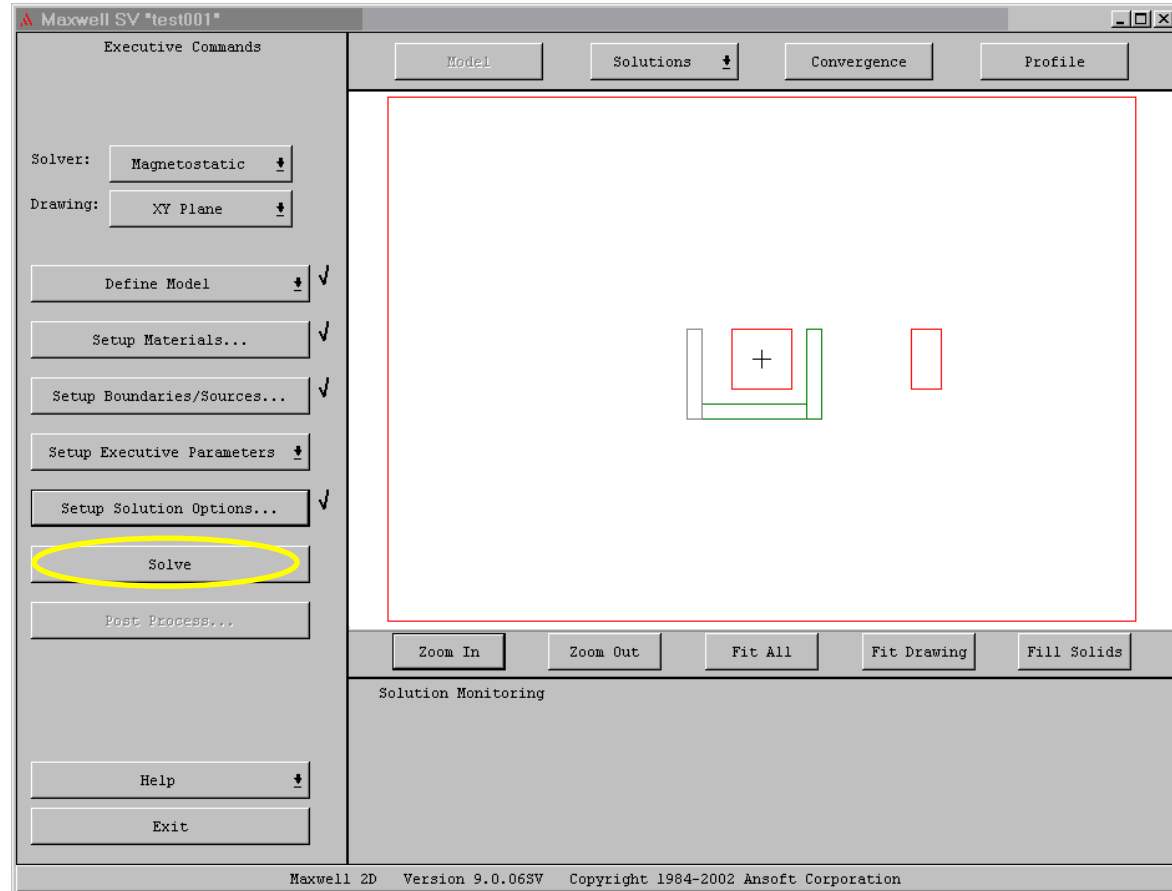 Maxwell SV "test001"
Executive Commands
Model
Solutions
Convergence
Profile
Solver:
Magnetostatic
Drawing:
XY Plane
Define Model
Setup Materials...
Setup Boundaries/Sources...
Setup Executive Parameters
Setup Solution Options...
Solve
Post Process...
Zoom In
Zoom Out
Fit All
Fit Drawing
Fill Solids
Solution Monitoring
Help
Exit
Maxwell 2D Version 9.0.06SV Copyright 1984-2002 Ansoft Corporation